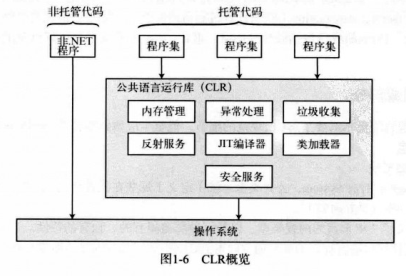 非托管代码 托管代码
非.NET
程序
程序集 程序集 程序集
公共语言运行库（CLR）
内存管理 异常处理 垃圾收集
反射服务 JIT编译器 类加载器
安全服务
操作系统
图1-6 CLR概览